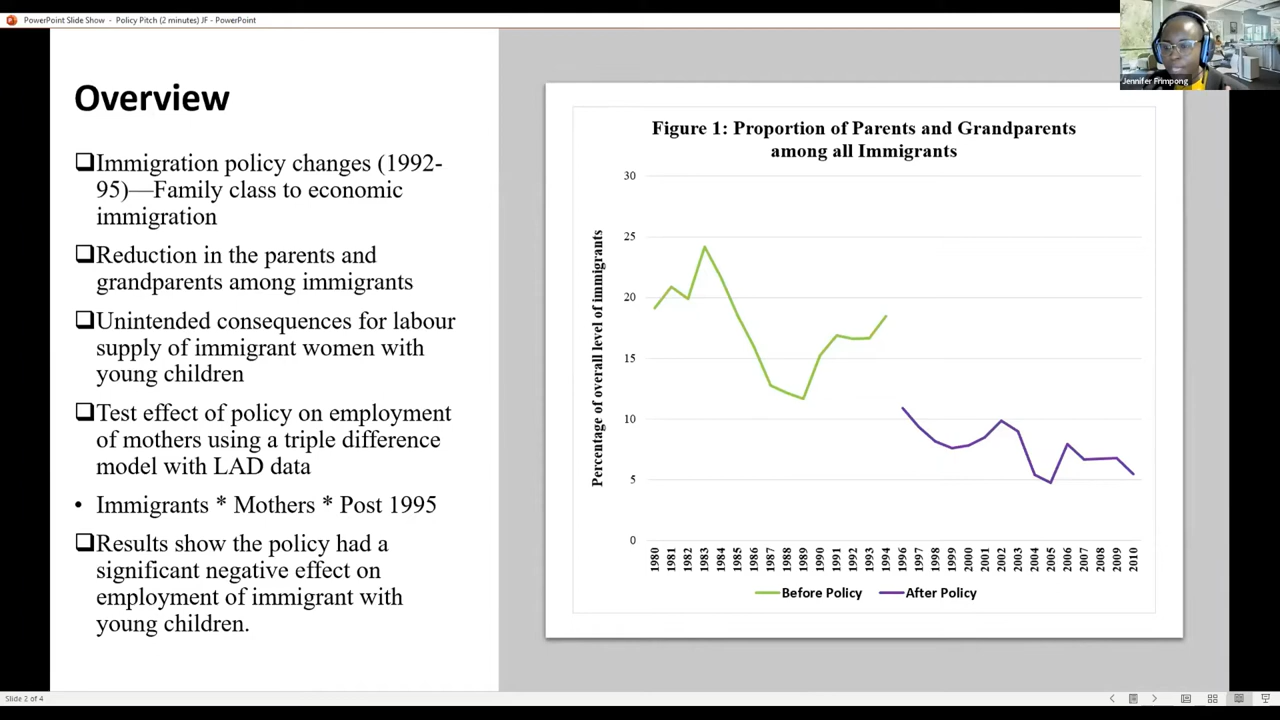 PowerPoint Slide Show - Policy Pitch (2 minutes) JF - PowerPoint
Jennifer Frimpong
Overview
Immigration policy changes (1992-
95)—Family class to economic
immigration
Reduction in the parents and
grandparents among immigrants
Unintended consequences for labour
supply of immigrant women with
young children
Test effect of policy on employment
of mothers using a triple difference
model with LAD data
• Immigrants * Mothers * Post 1995
Results show the policy had a
significant negative effect on
employment of immigrant with
young children.
Figure 1: Proportion of Parents and Grandparents
among all Immigrants
Percentage of overall level of immigrants
30
25
20
15
10
5
0
1980 1981 1982 1983 1984 1985 1986 1987 1988 1989 1990 1991 1992 1993 1994 1996 1997 1998 1999 2000 2001 2002 2003 2004 2005 2006 2007 2008 2009 2010
Before Policy After Policy
Slide 2 of 4